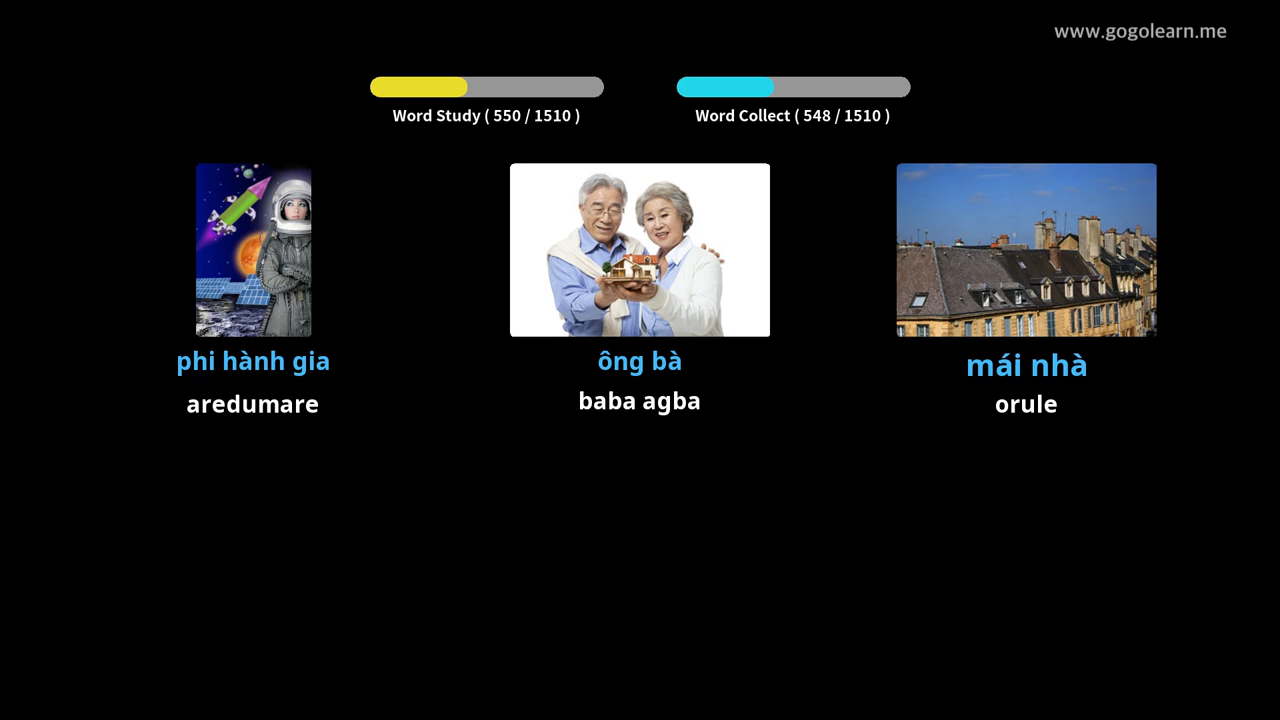 www.gogolearn.me
Word Study ( 550 / 1510 )
Word Collect ( 548 / 1510 )
phi hành gia
aredumare
ông bà
baba agba
mái nhà
orule